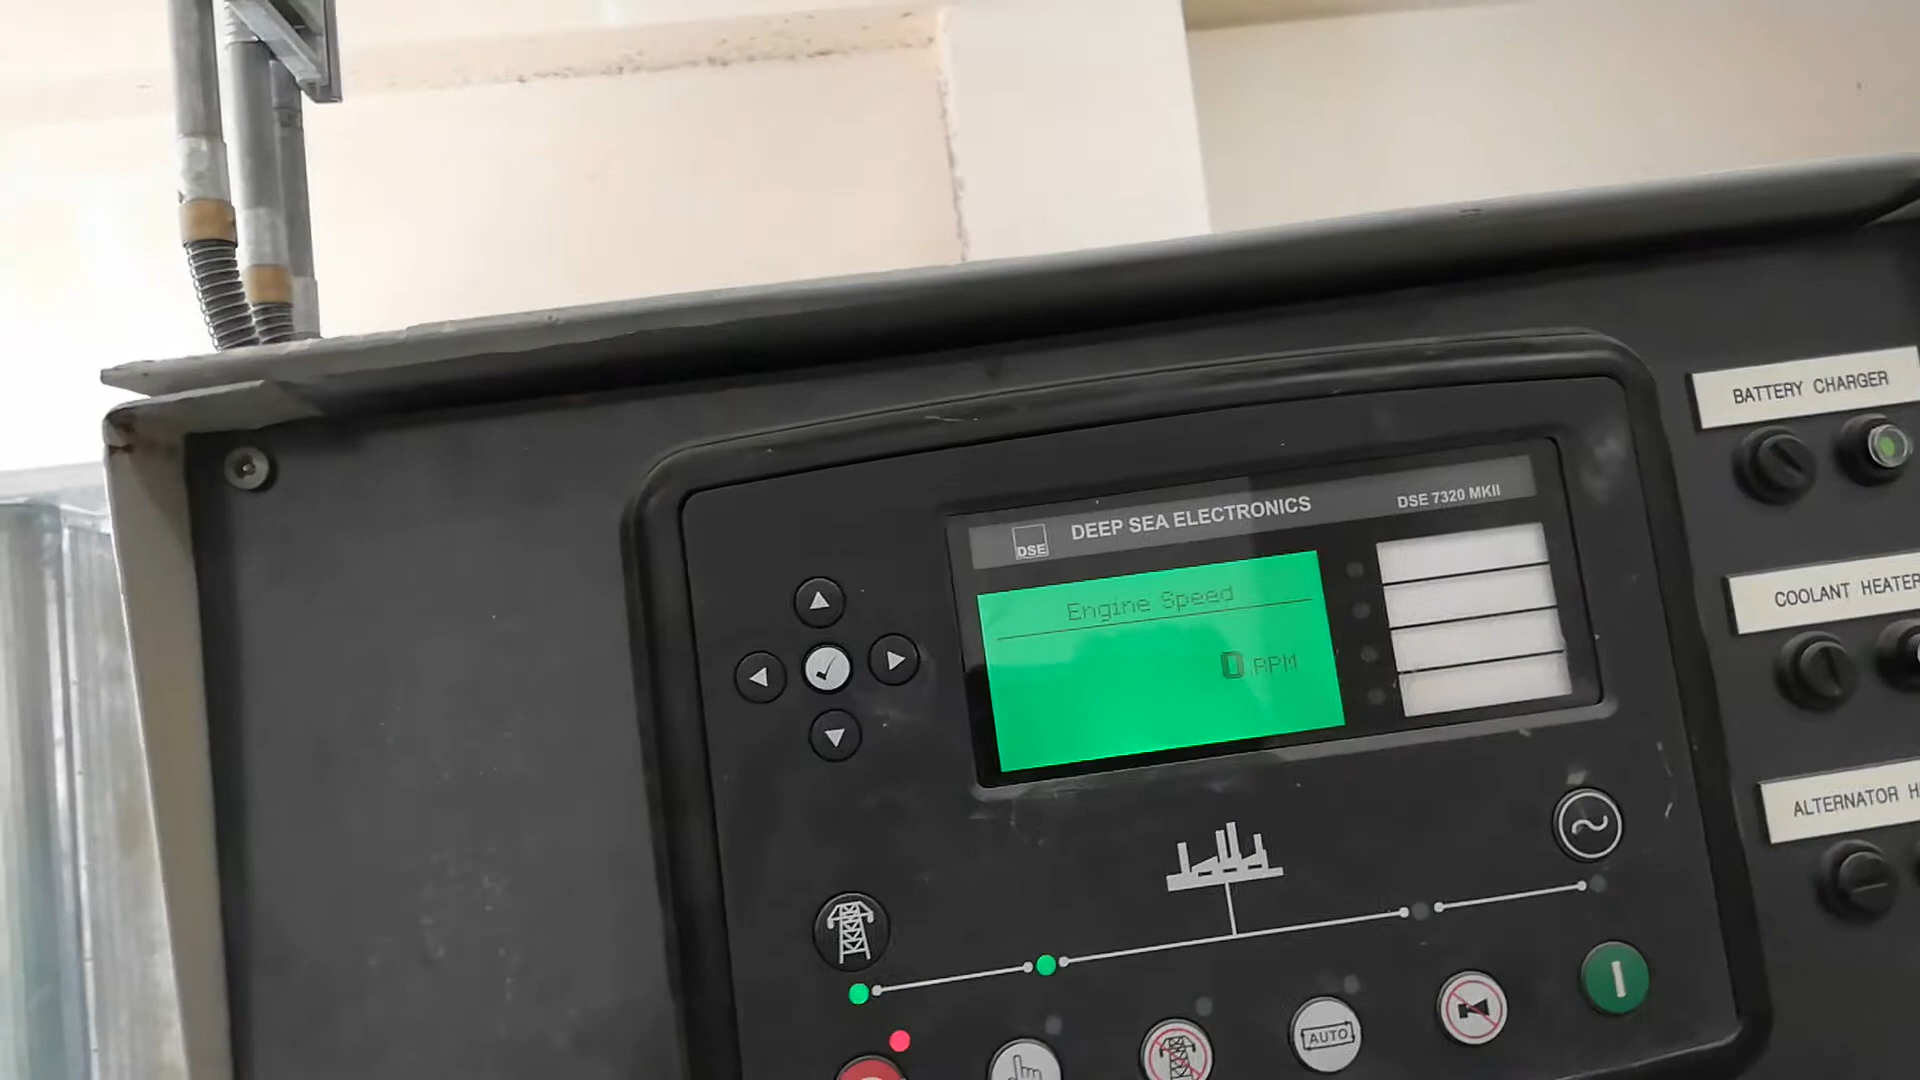 BATTERY CHARGER
DSE
DEEP SEA ELECTRONICS
DSE 7320 MKII
Engine Speed
0 RPM
COOLANT HEATER
ALTERNATOR
AUTO